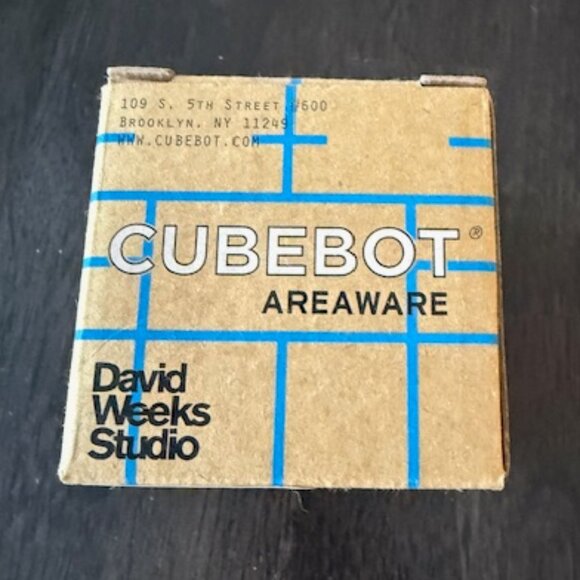 109 S. 5TH STREET #600
BROOKLYN, NY 11249
WWW.CUBEBOT.COM
CUBEBOT®
AREAWARE
David
Weeks
Studio